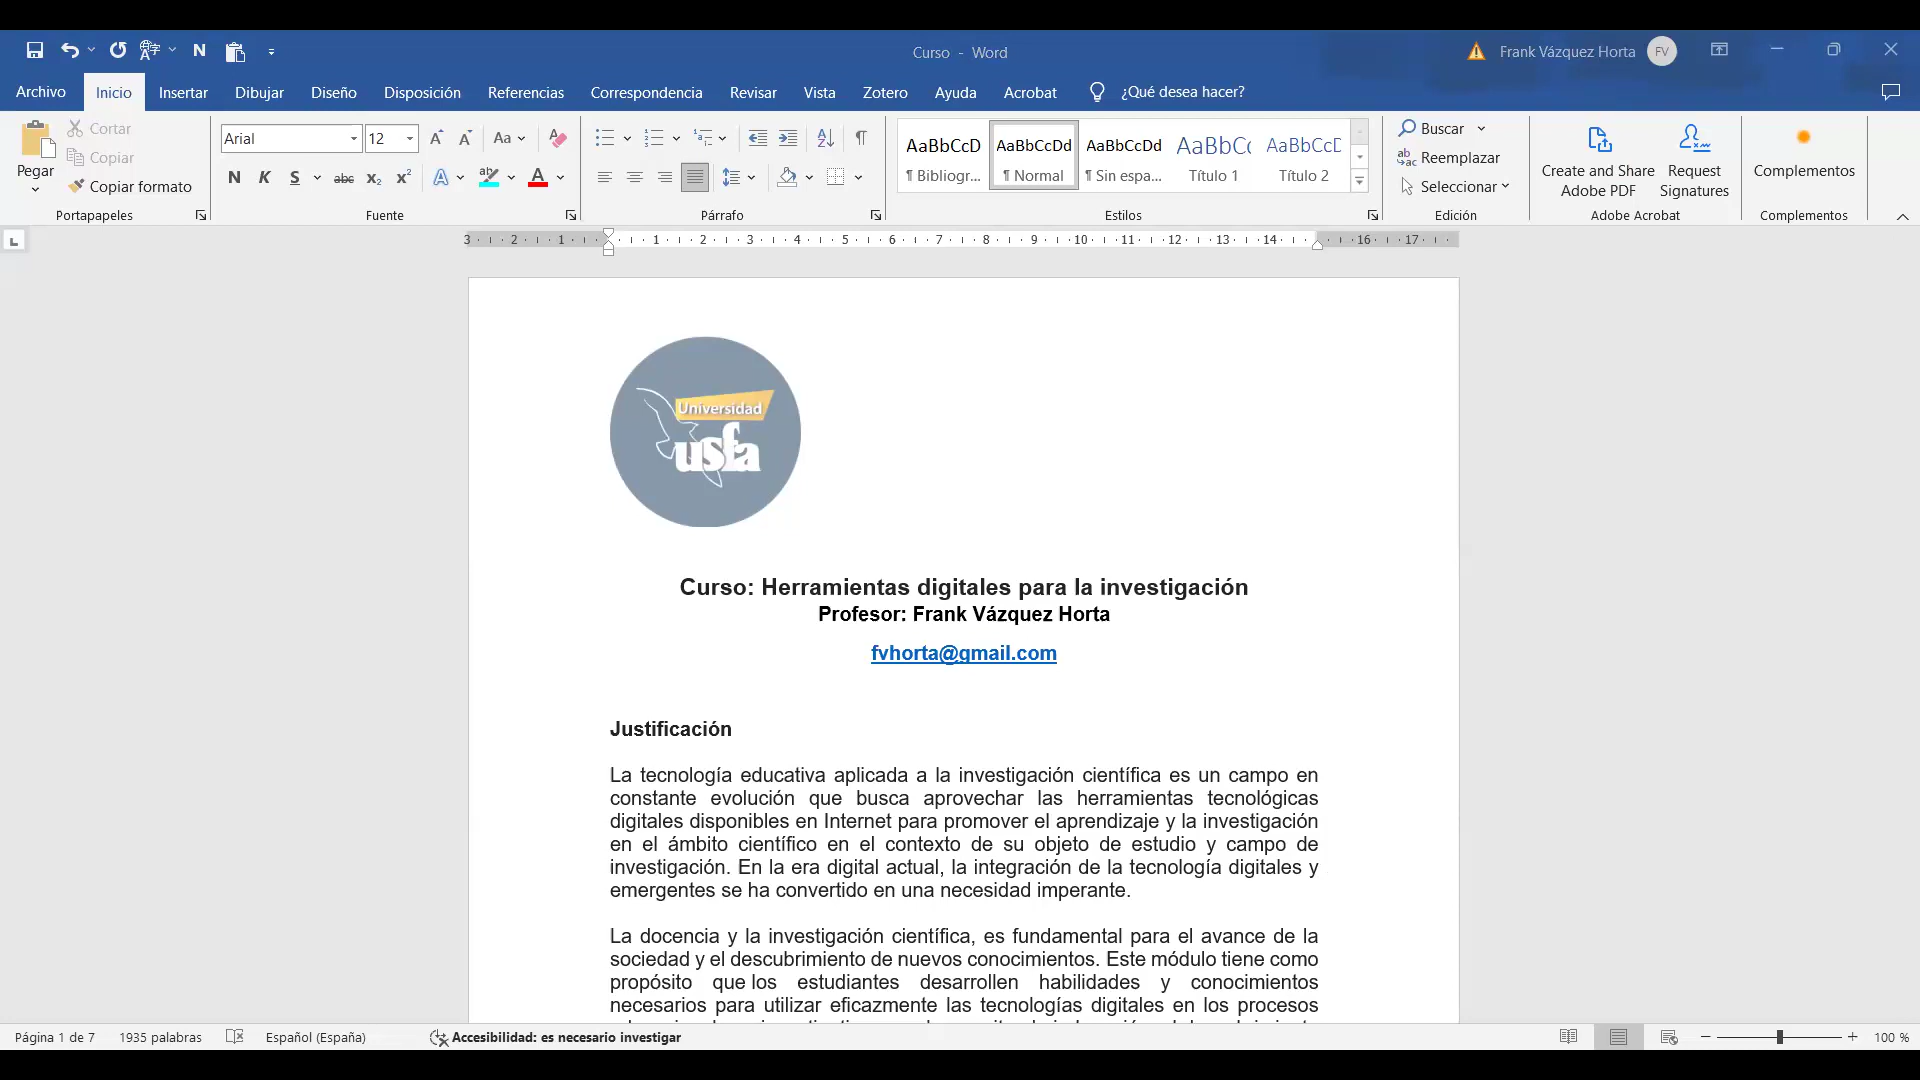 Curso - Word
Frank Vázquez Horta
FV
Archivo
Inicio
Insertar
Dibujar
Diseño
Disposición
Referencias
Correspondencia
Revisar
Vista
Zotero
Ayuda
Acrobat
¿Qué desea hacer?
Pegar
Cortar
Copiar
Copiar formato
Portapapeles
Arial
12
Aa
N K S abc x₂ x²
Fuente
Párrafo
AaBbCcD
¶ Bibliogr...
AaBbCcDd
¶ Normal
AaBbCcDd
¶ Sin espa...
AaBbCc
Título 1
AaBbCcD
Título 2
Estilos
Buscar
Reemplazar
Seleccionar
Edición
Create and Share
Adobe PDF
Request
Signatures
Adobe Acrobat
Complementos
Complementos
3 2 1 1 2 3 4 5 6 7 8 9 10 11 12 13 14 16 17
Universidad
usfa
Curso: Herramientas digitales para la investigación
Profesor: Frank Vázquez Horta
fvhorta@gmail.com
Justificación
La tecnología educativa aplicada a la investigación científica es un campo en
constante evolución que busca aprovechar las herramientas tecnológicas
digitales disponibles en Internet para promover el aprendizaje y la investigación
en el ámbito científico en el contexto de su objeto de estudio y campo de
investigación. En la era digital actual, la integración de la tecnología digitales y
emergentes se ha convertido en una necesidad imperante.
La docencia y la investigación científica, es fundamental para el avance de la
sociedad y el descubrimiento de nuevos conocimientos. Este módulo tiene como
propósito que los estudiantes desarrollen habilidades y conocimientos
necesarios para utilizar eficazmente las tecnologías digitales en los procesos
Página 1 de 7
1935 palabras
Español (España)
Accesibilidad: es necesario investigar
100 %